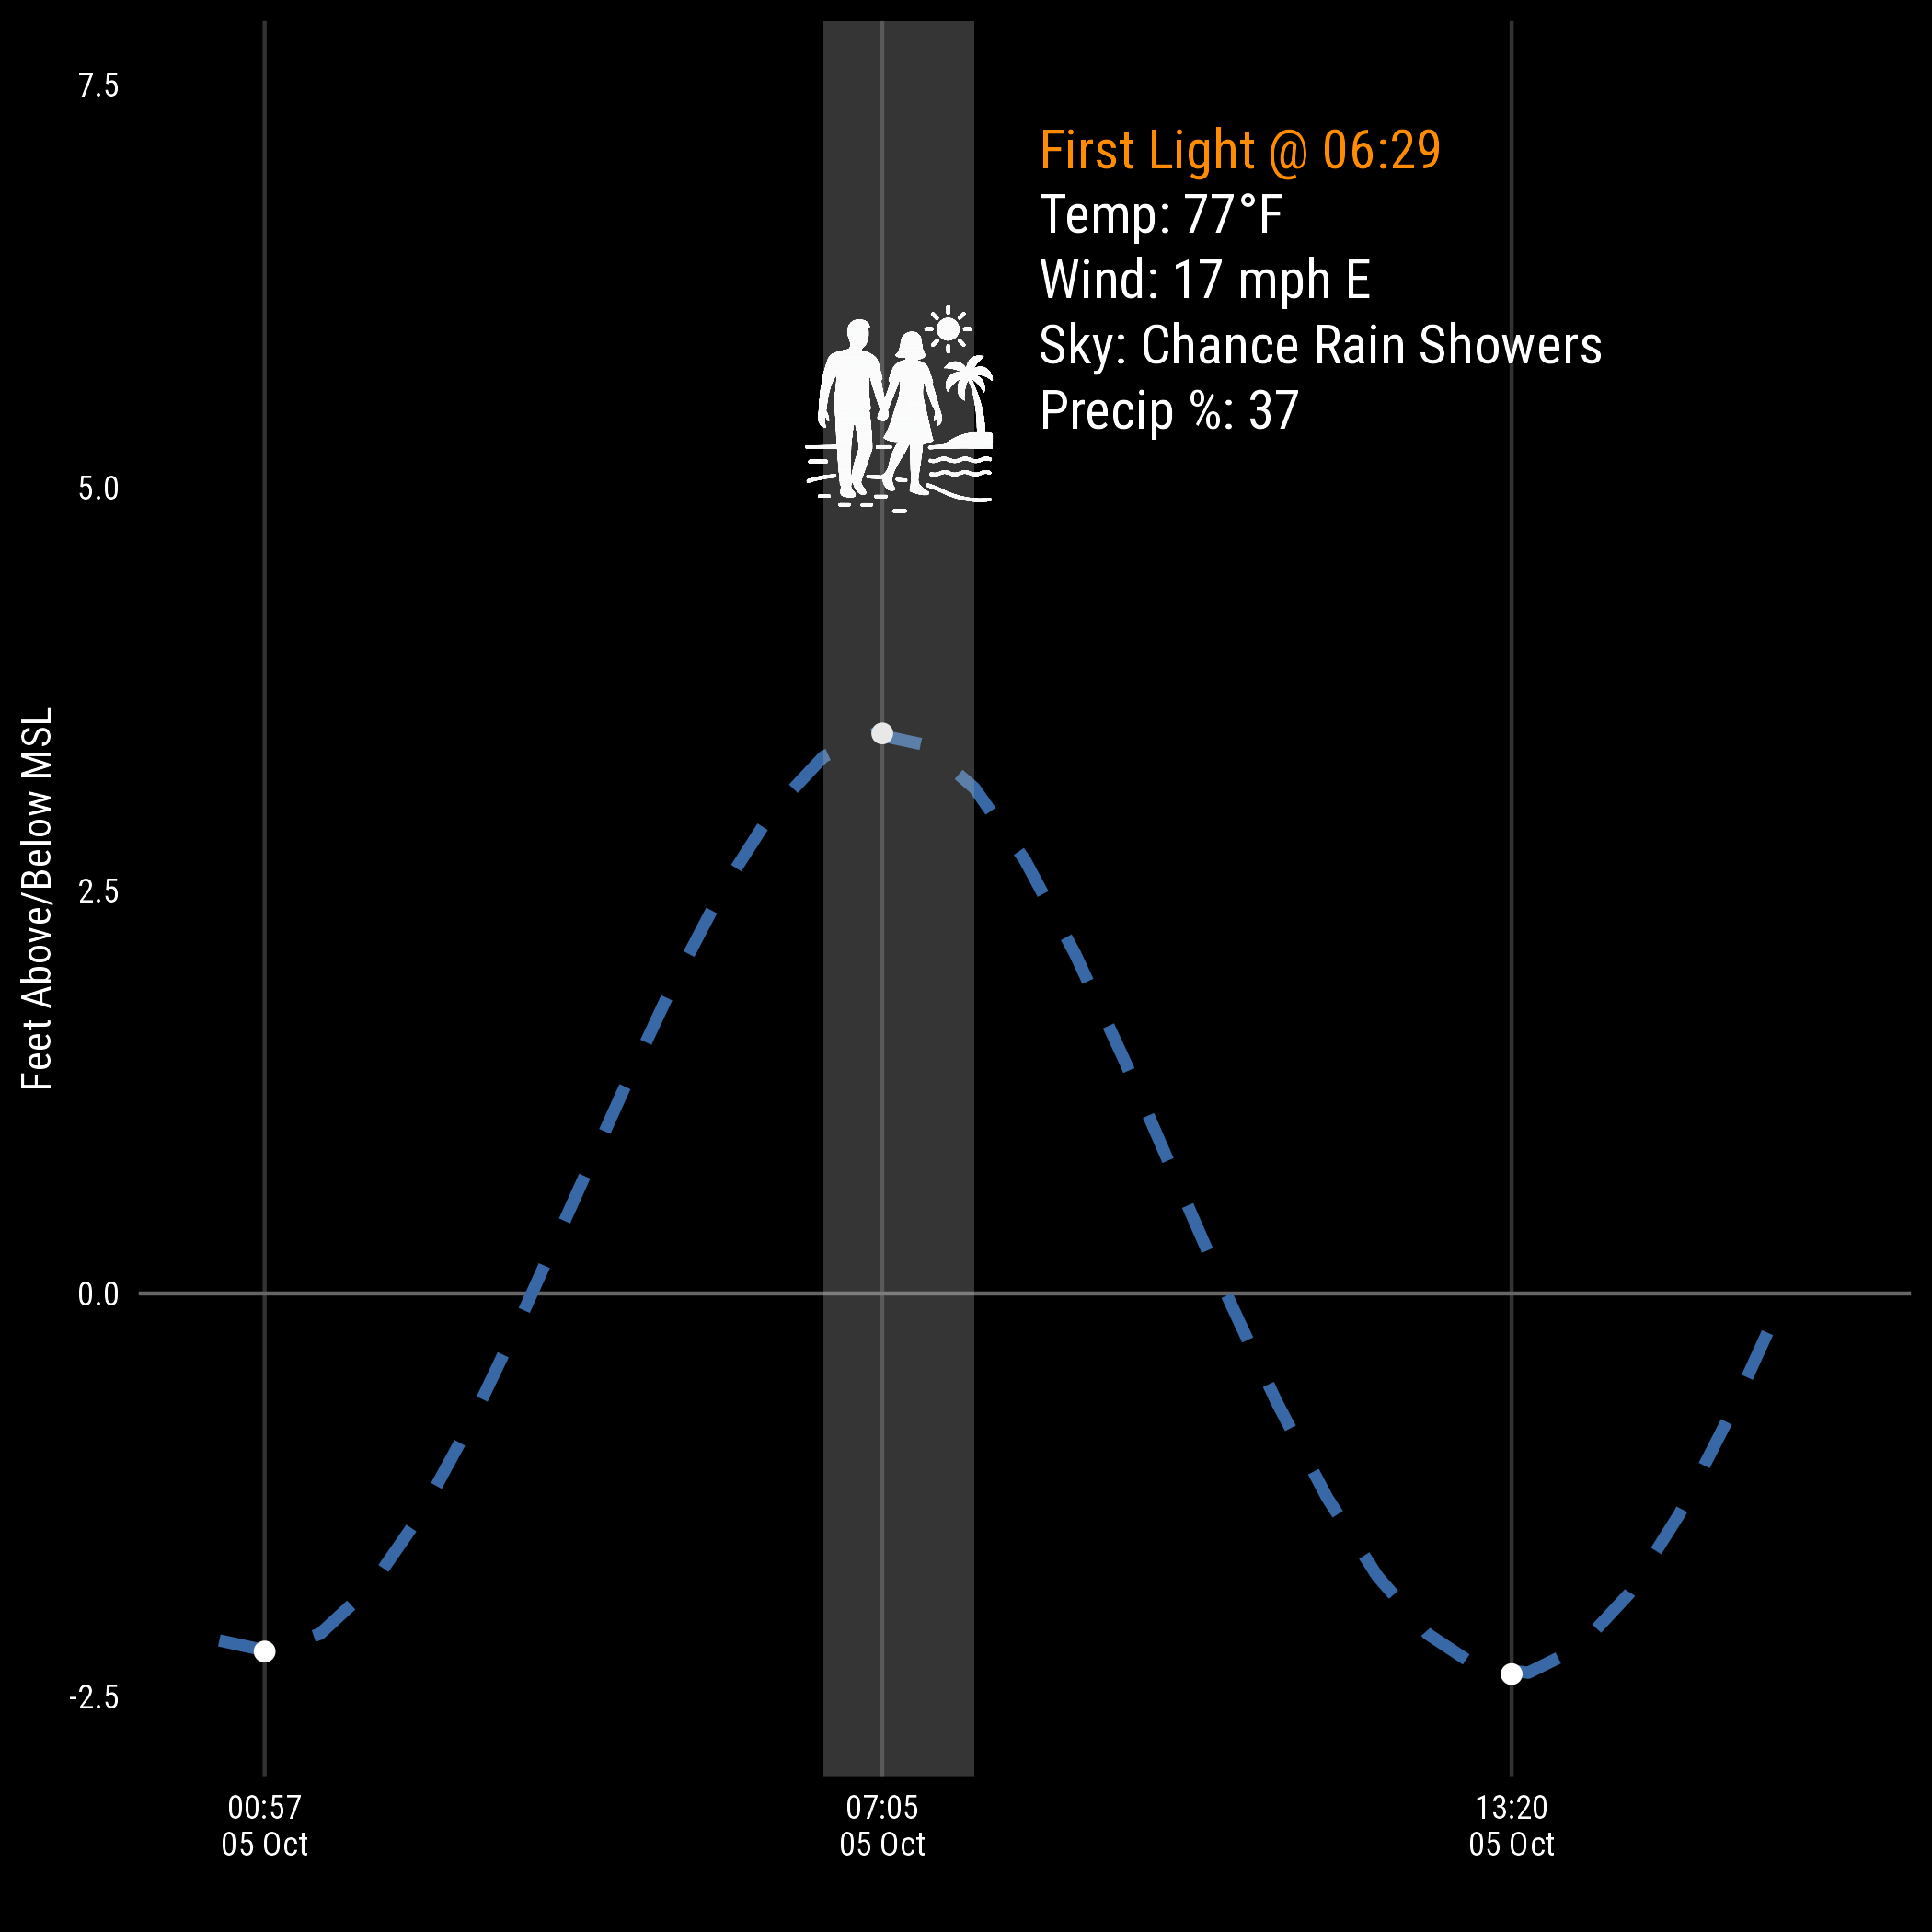 First Light @ 06:29
Temp: 77°F
Wind: 17 mph E
Sky: Chance Rain Showers
Precip %: 37
Feet Above/Below MSL
7.5
5.0
2.5
0.0
-2.5
00:57
05 Oct
07:05
05 Oct
13:20
05 Oct